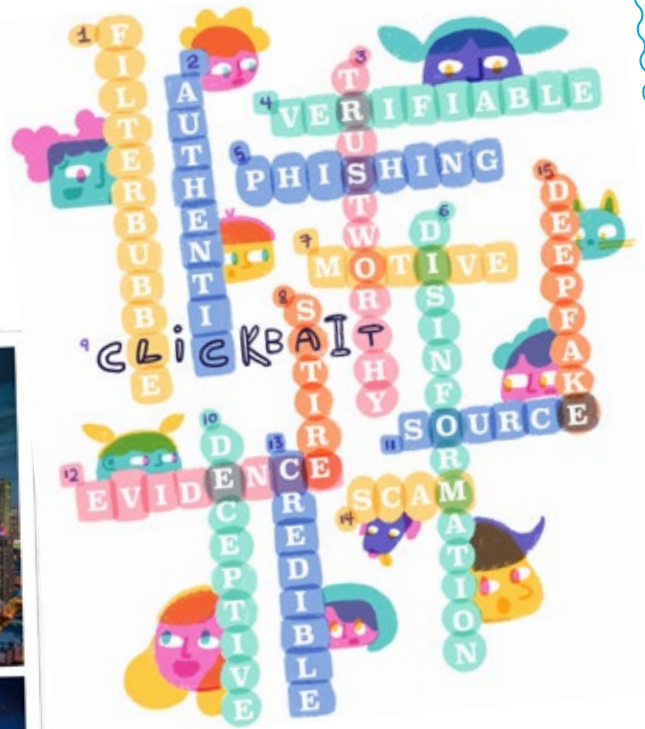 1 FILTERBUBBLE
2 AUTHENTIC
3 TRUSTWORTHY
4 VERIFIABLE
5 PHISHING
6 DISINFORMATION
7 MOTIVE
8 SATIRE
9 CLiCKBAIT
10 DECEPTIVE
11 SOURCE
12 EVIDENCE
13 CREDIBLE
14 SCAM
15 DEEPFAKE